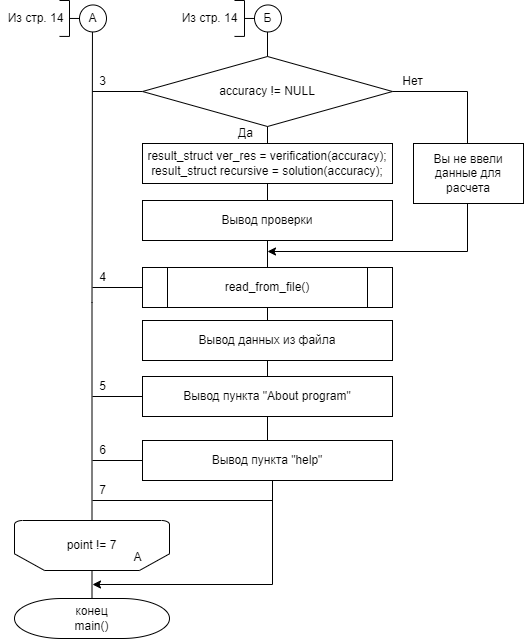 Из стр. 14
А
Из стр. 14
Б
3
accuracy != NULL
Нет
Да
result_struct ver_res = verification(accuracy);
result_struct recursive = solution(accuracy);
Вы не ввели
данные для
расчета
Вывод проверки
4
read_from_file()
Вывод данных из файла
5
Вывод пункта "About program"
6
Вывод пункта "help"
7
point != 7
А
конец
main()